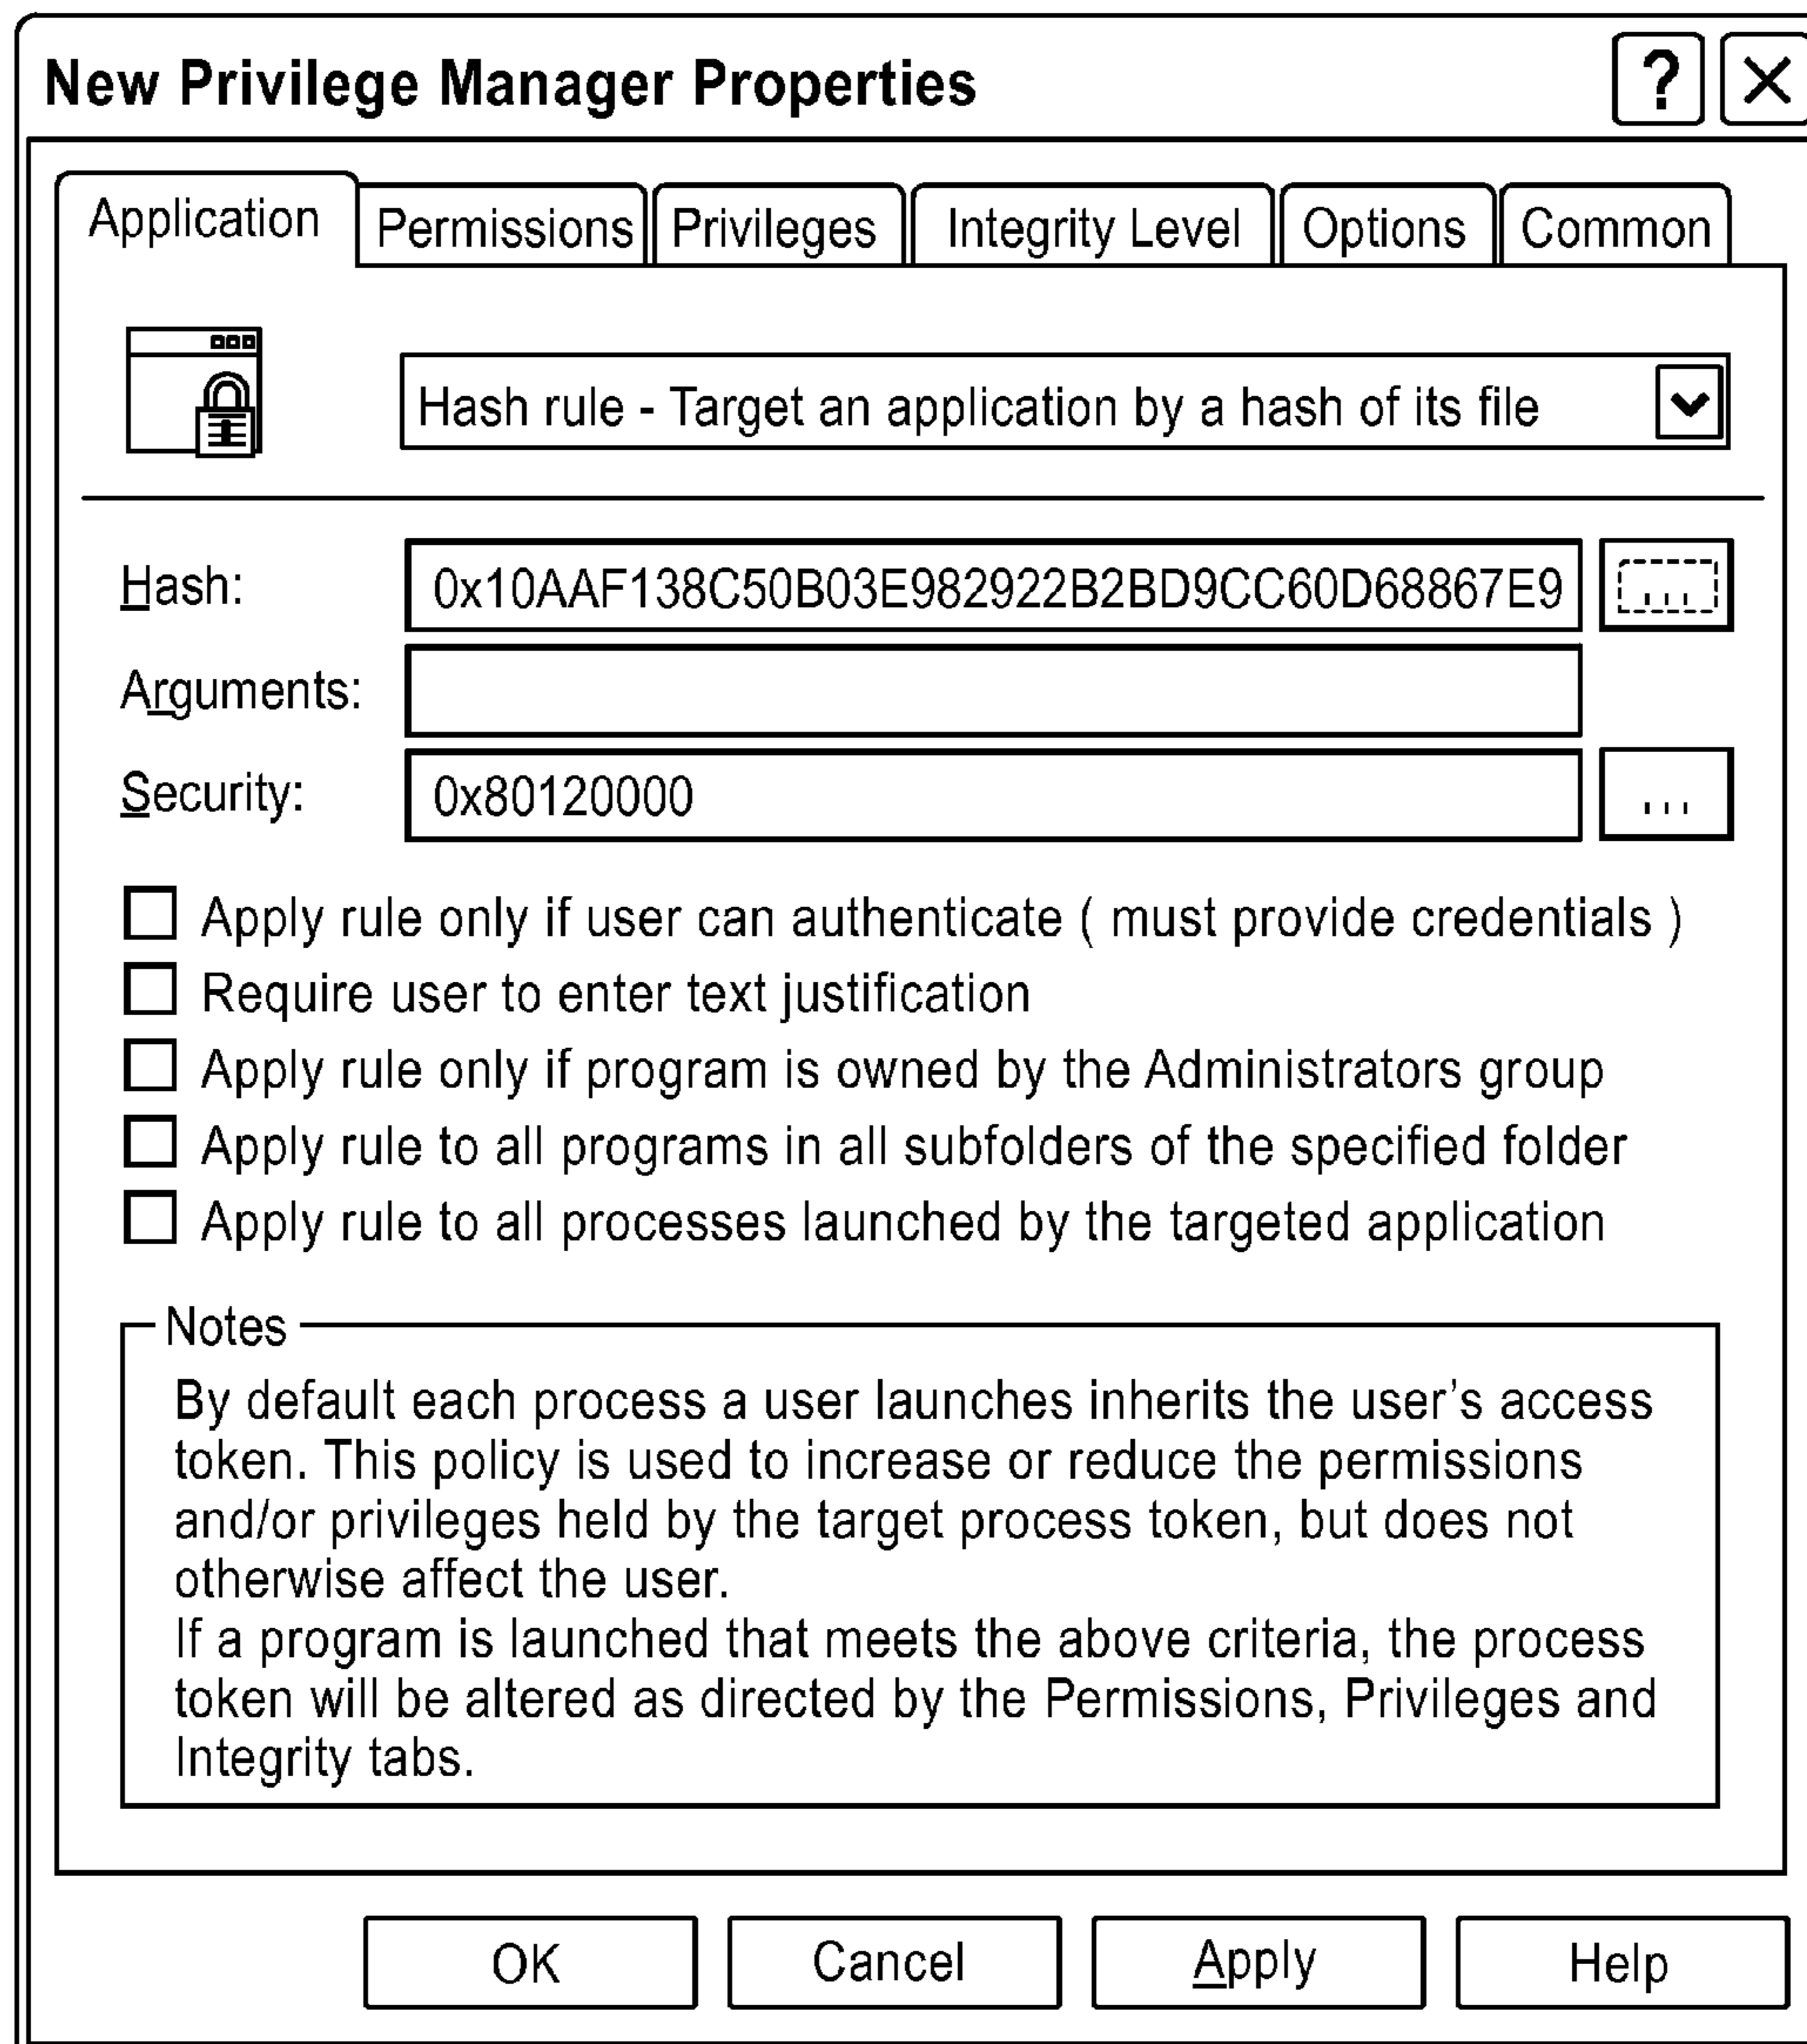 New Privilege Manager Properties ? X
Application Permissions Privileges Integrity Level Options Common
Hash rule - Target an application by a hash of its file
Hash: 0x10AAF138C50B03E982922B2BD9CC60D68867E9 ...
Arguments:
Security: 0x80120000 ...
Apply rule only if user can authenticate ( must provide credentials )
Require user to enter text justification
Apply rule only if program is owned by the Administrators group
Apply rule to all programs in all subfolders of the specified folder
Apply rule to all processes launched by the targeted application
Notes
By default each process a user launches inherits the user's access
token. This policy is used to increase or reduce the permissions
and/or privileges held by the target process token, but does not
otherwise affect the user.
If a program is launched that meets the above criteria, the process
token will be altered as directed by the Permissions, Privileges and
Integrity tabs.
OK Cancel Apply Help